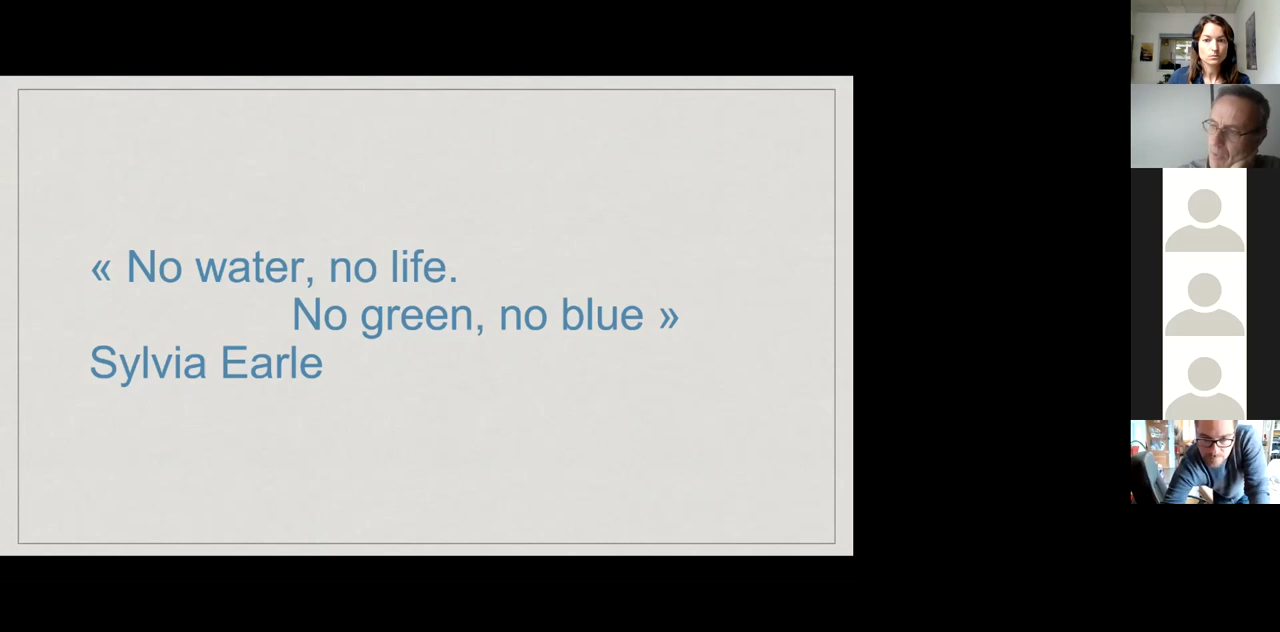 « No water, no life.
No green, no blue »
Sylvia Earle